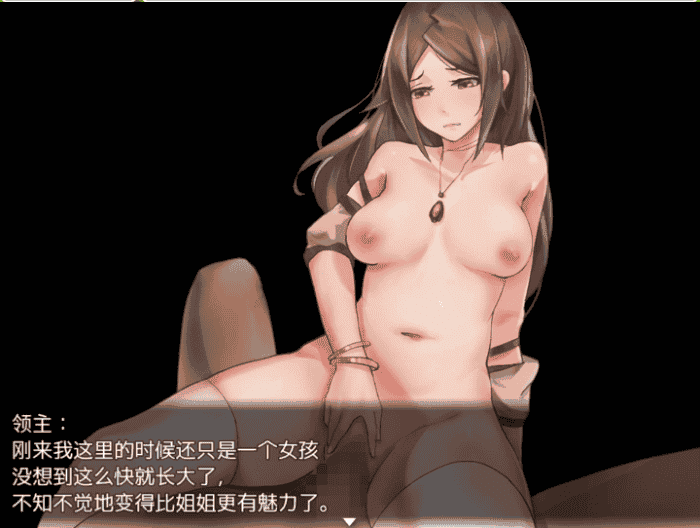 领主：
刚来我这里的时候还只是一个女孩
没想到这么快就长大了，
不知不觉地变得比姐姐更有魅力了。